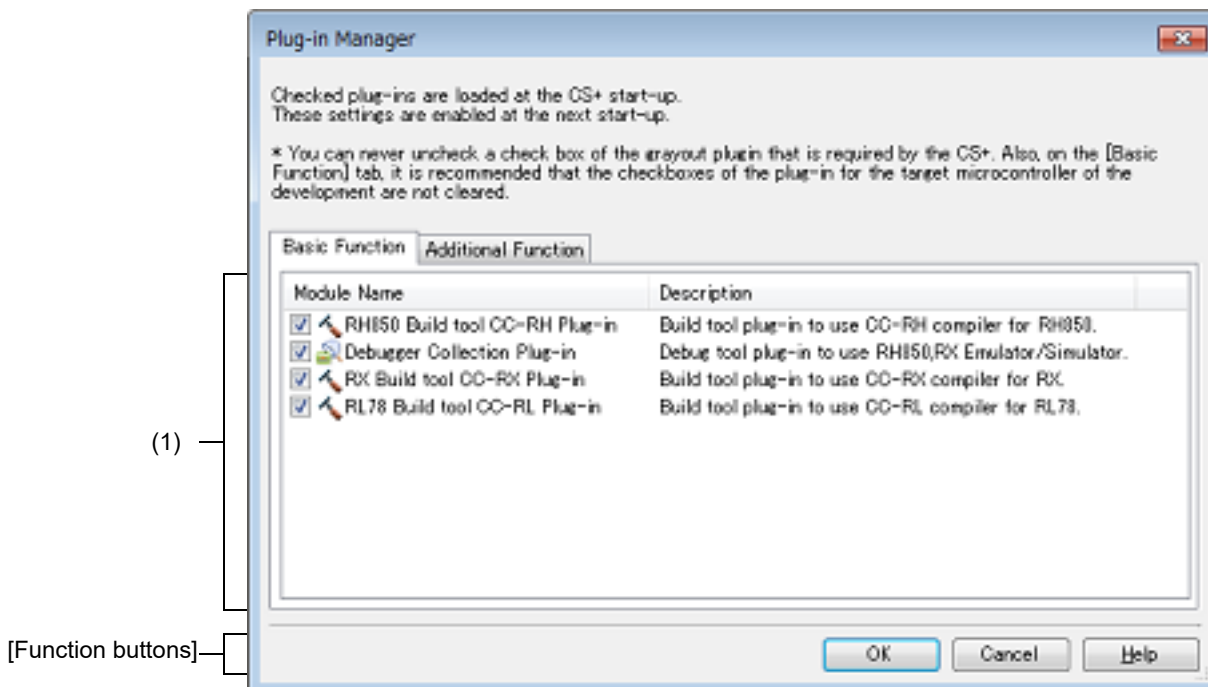 Plug-in Manager
Checked plug-ins are loaded at the CS+ start-up.
These settings are enabled at the next start-up.
* You can never uncheck a check box of the grayout plugin that is required by the CS+. Also, on the [Basic
Function] tab, it is recommended that the checkboxes of the plug-in for the target microcontroller of the
development are not cleared.
Basic Function Additional Function
Module Name Description
RH850 Build tool CC-RH Plug-in Build tool plug-in to use CC-RH compiler for RH850.
Debugger Collection Plug-in Debug tool plug-in to use RH850,RX Emulator/Simulator.
RX Build tool CC-RX Plug-in Build tool plug-in to use CC-RX compiler for RX.
RL78 Build tool CC-RL Plug-in Build tool plug-in to use CC-RL compiler for RL78.
(1)
[Function buttons]
OK Cancel Help